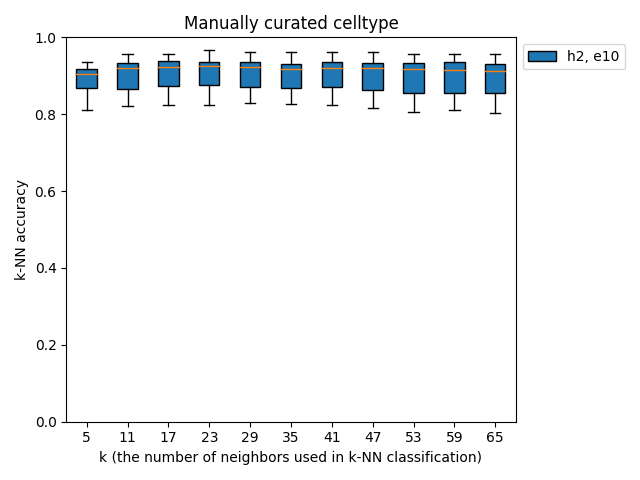 Manually curated celltype
1.0
0.8
0.6
0.4
0.2
0.0
k-NN accuracy
5 11 17 23 29 35 41 47 53 59 65
k (the number of neighbors used in k-NN classification)
h2, e10